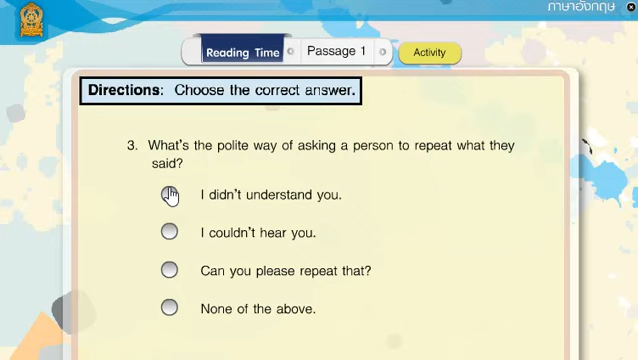 ภาษาอังกฤษ
Reading Time
Passage 1
Activity
Directions: Choose the correct answer.
3. What's the polite way of asking a person to repeat what they
said?
I didn't understand you.
I couldn't hear you.
Can you please repeat that?
None of the above.